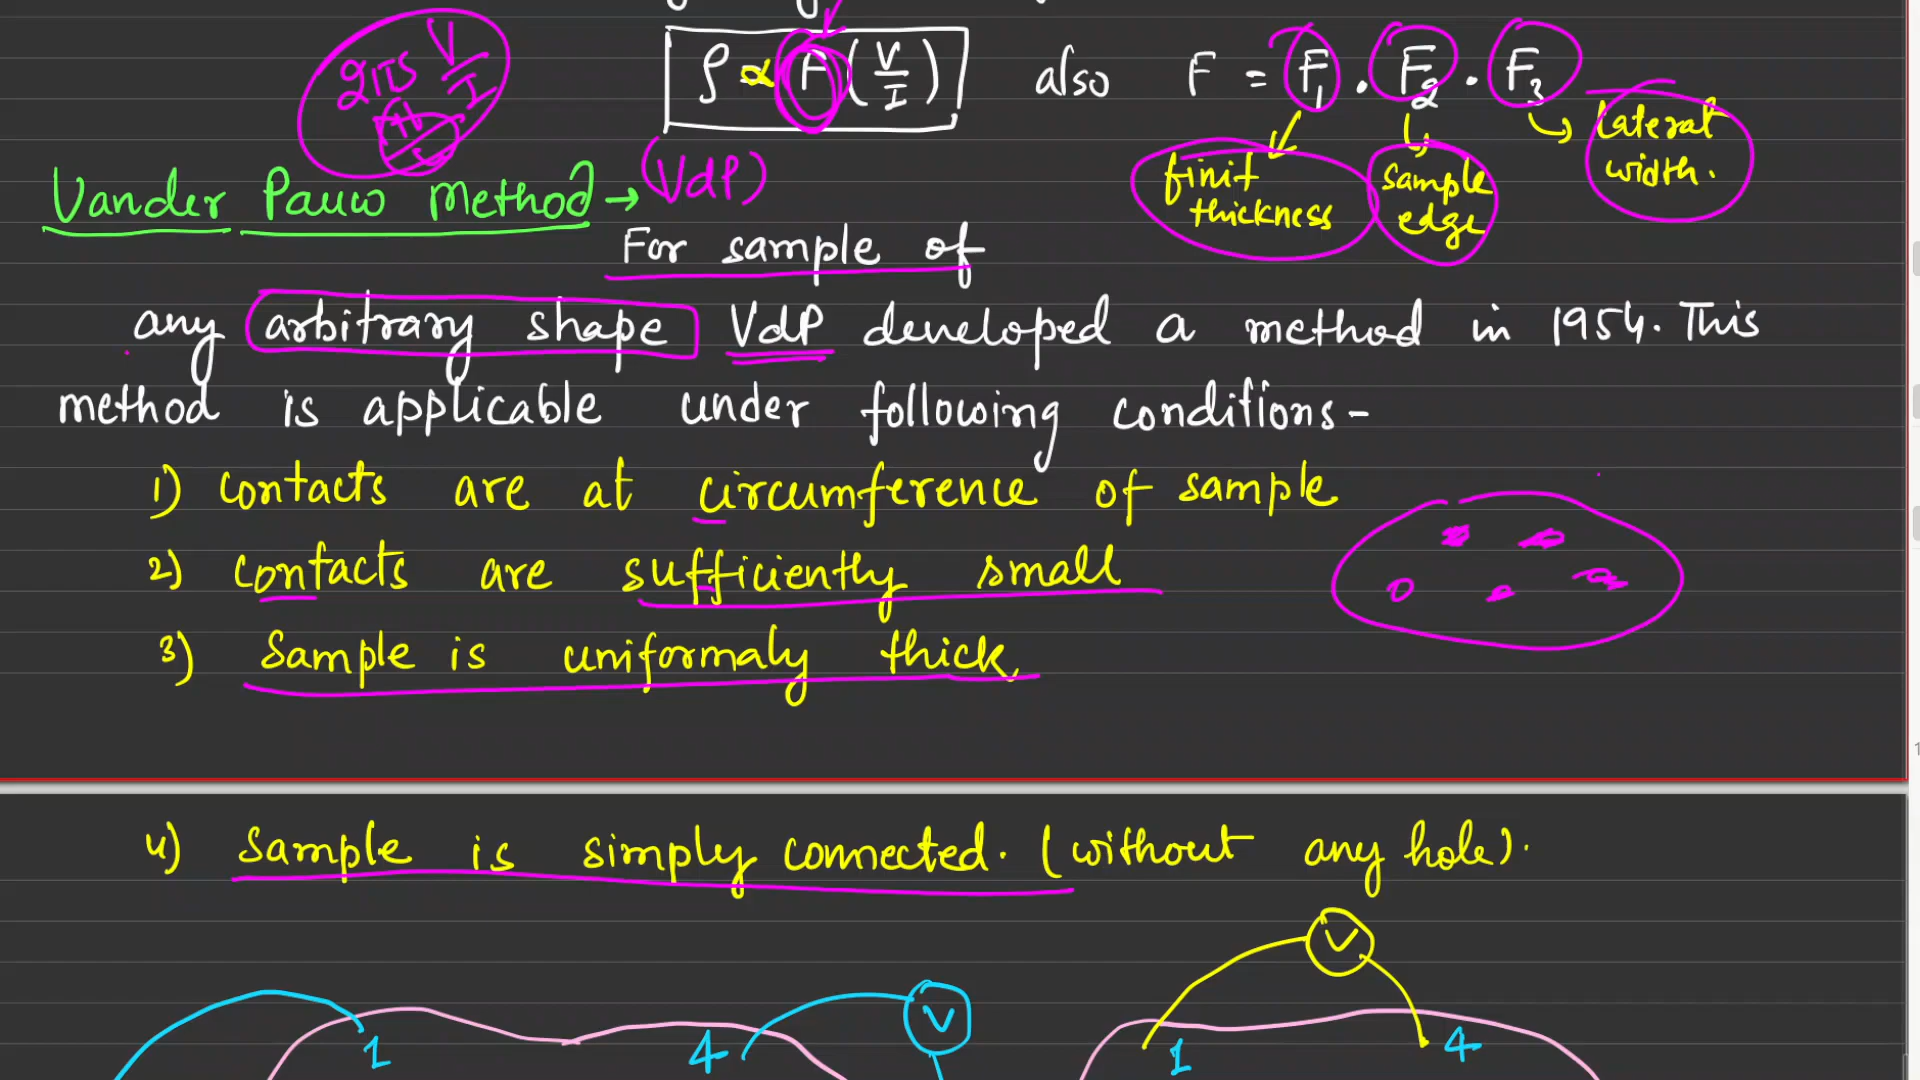 2πs V/I
ρ ∝ F (V/I) also F = F₁ . F₂ . F₃
finit thickness
sample edge
lateral width.
Vander Pauw Method → (VdP)
For sample of
any arbitrary shape VdP developed a method in 1954. This
method is applicable under following conditions-
1) contacts are at circumference of sample
2) contacts are sufficiently small
3) Sample is uniformaly thick,
4) Sample is simply connected. (without any hole).
V
V
1 4 1 4